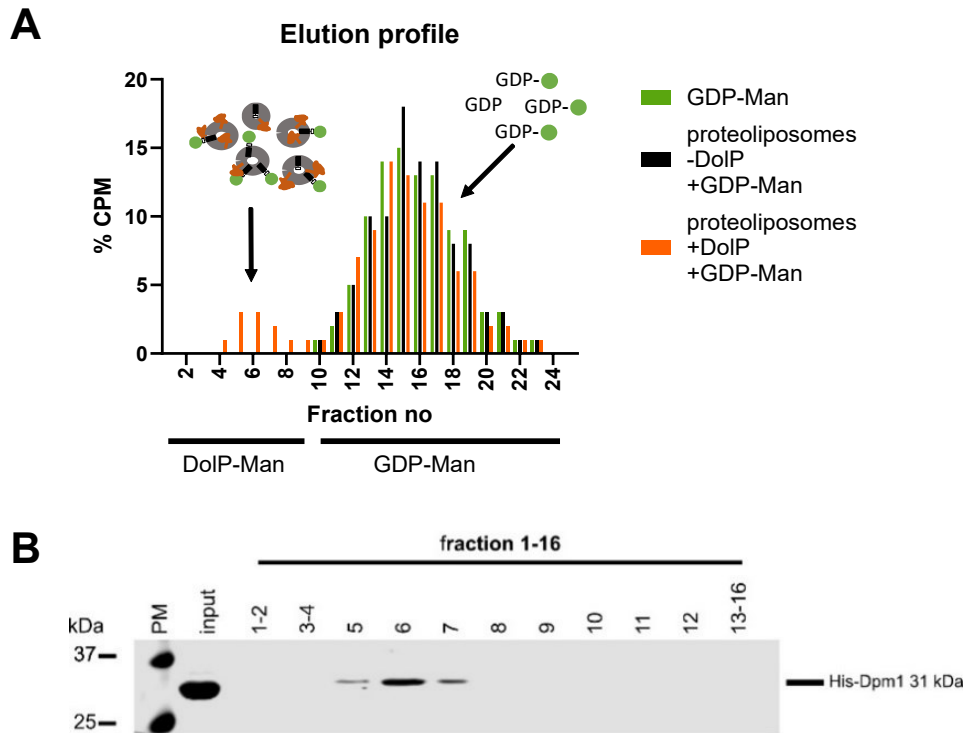 A
Elution profile
% CPM
20
15
10
5
0
2 4 6 8 10 12 14 16 18 20 22 24
Fraction no
DolP-Man GDP-Man
GDP-
GDP GDP-
GDP-
GDP-Man
proteoliposomes
-DolP
+GDP-Man
proteoliposomes
+DolP
+GDP-Man
B
fraction 1-16
kDa PM input 1-2 3-4 5 6 7 8 9 10 11 12 13-16
37
25
His-Dpm1 31 kDa